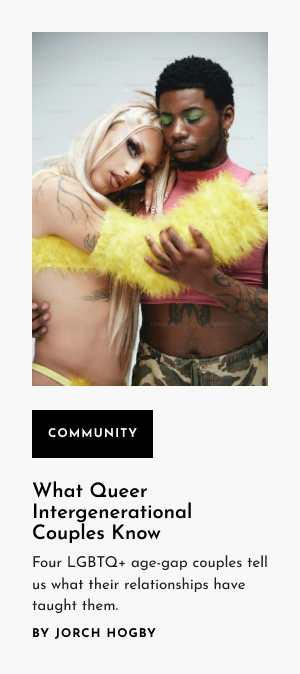 COMMUNITY
What Queer
Intergenerational
Couples Know
Four LGBTQ+ age-gap couples tell
us what their relationships have
taught them.
BY JORCH HOGBY